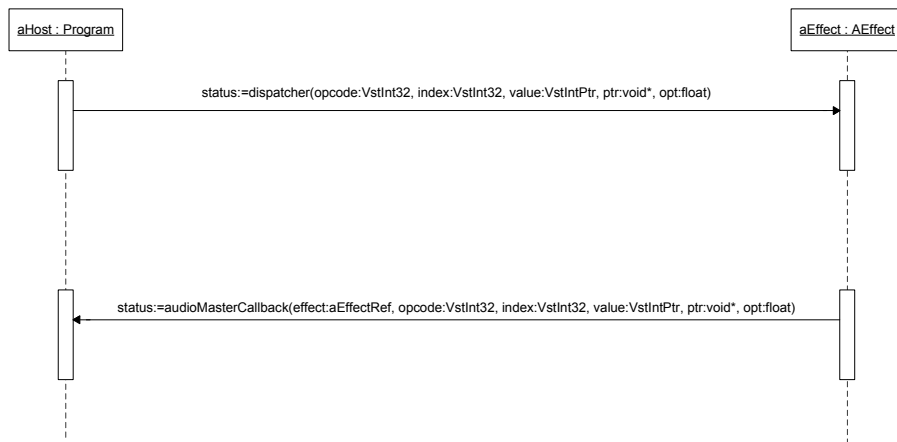 aHost : Program
aEffect : AEffect
status:=dispatcher(opcode:VstInt32, index:VstInt32, value:VstIntPtr, ptr:void*, opt:float)
status:=audioMasterCallback(effect:aEffectRef, opcode:VstInt32, index:VstInt32, value:VstIntPtr, ptr:void*, opt:float)